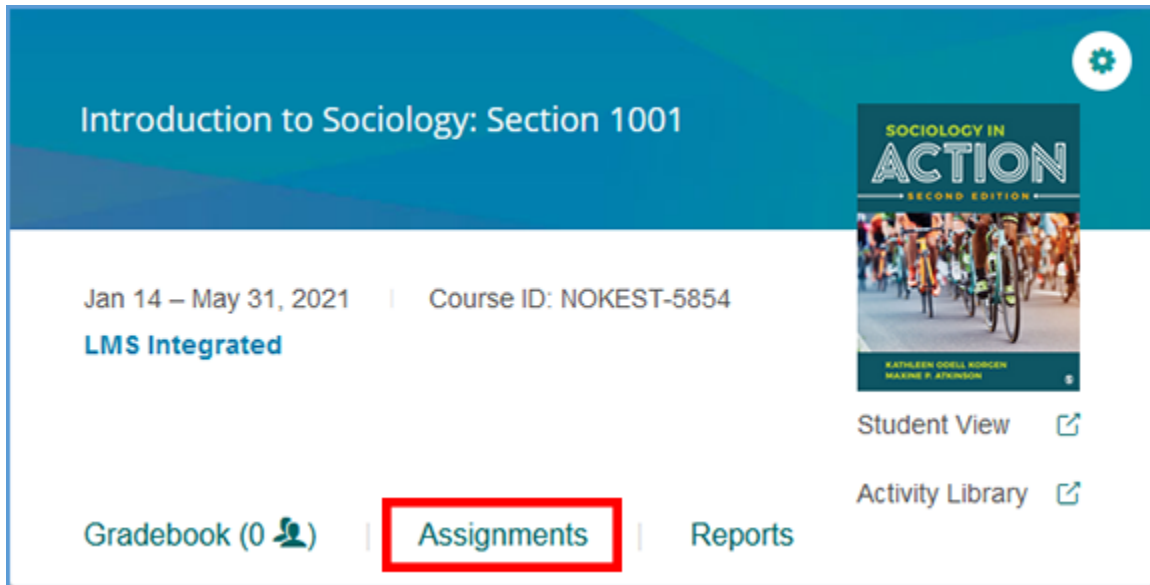 Introduction to Sociology: Section 1001
SOCIOLOGY IN
ACTION
SECOND EDITION
KATHLEEN ODELL KORGEN
MAXINE P. ATKINSON
Jan 14 – May 31, 2021 | Course ID: NOKEST-5854
LMS Integrated
Student View
Activity Library
Gradebook (0 ) | Assignments | Reports